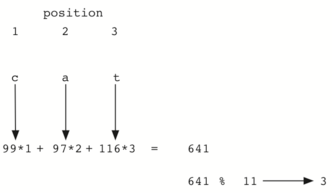 position
1 2 3
c a t
99*1 + 97*2 + 116*3 = 641
641 % 11 3